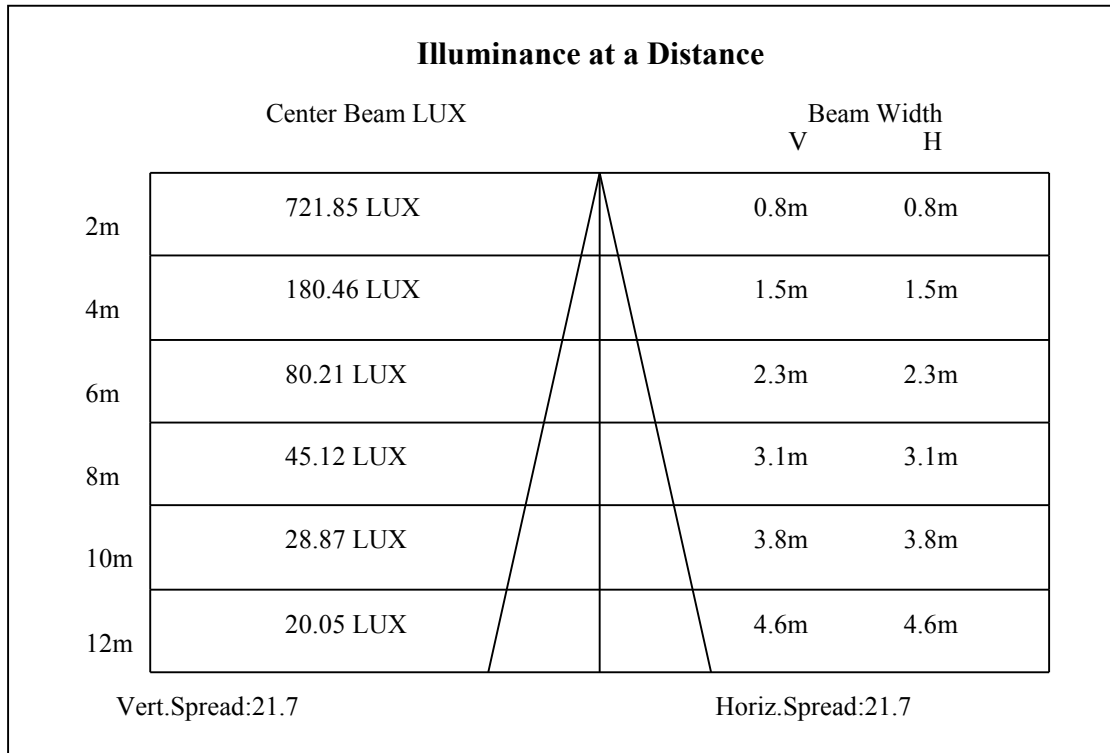 Illuminance at a Distance
Center Beam LUX Beam Width
V H
2m 721.85 LUX 0.8m 0.8m
4m 180.46 LUX 1.5m 1.5m
6m 80.21 LUX 2.3m 2.3m
8m 45.12 LUX 3.1m 3.1m
10m 28.87 LUX 3.8m 3.8m
12m 20.05 LUX 4.6m 4.6m
Vert.Spread:21.7 Horiz.Spread:21.7